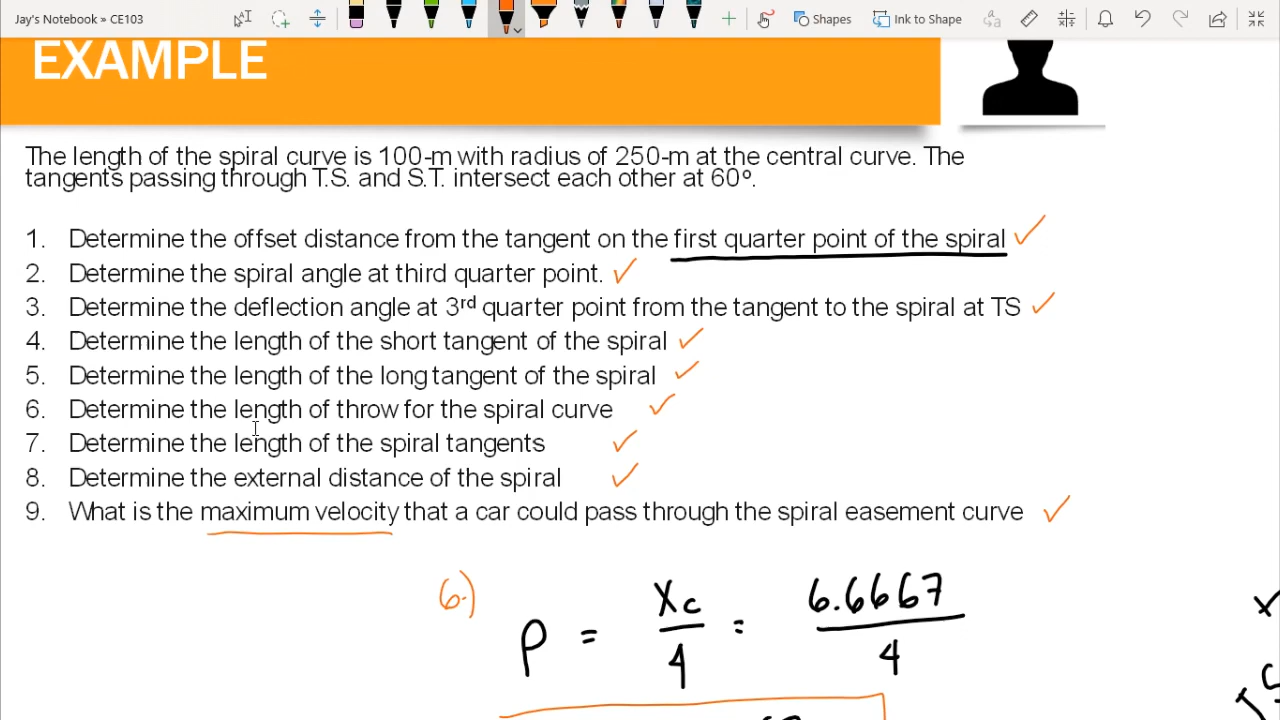 Jay's Notebook » CE103
Shapes
Ink to Shape
EXAMPLE
The length of the spiral curve is 100-m with radius of 250-m at the central curve. The
tangents passing through T.S. and S.T. intersect each other at 60º.
1. Determine the offset distance from the tangent on the first quarter point of the spiral
2. Determine the spiral angle at third quarter point.
3. Determine the deflection angle at 3rd quarter point from the tangent to the spiral at TS
4. Determine the length of the short tangent of the spiral
5. Determine the length of the long tangent of the spiral
6. Determine the length of throw for the spiral curve
7. Determine the length of the spiral tangents
8. Determine the external distance of the spiral
9. What is the maximum velocity that a car could pass through the spiral easement curve
6.)
P = Xc/4 = 6.6667/4